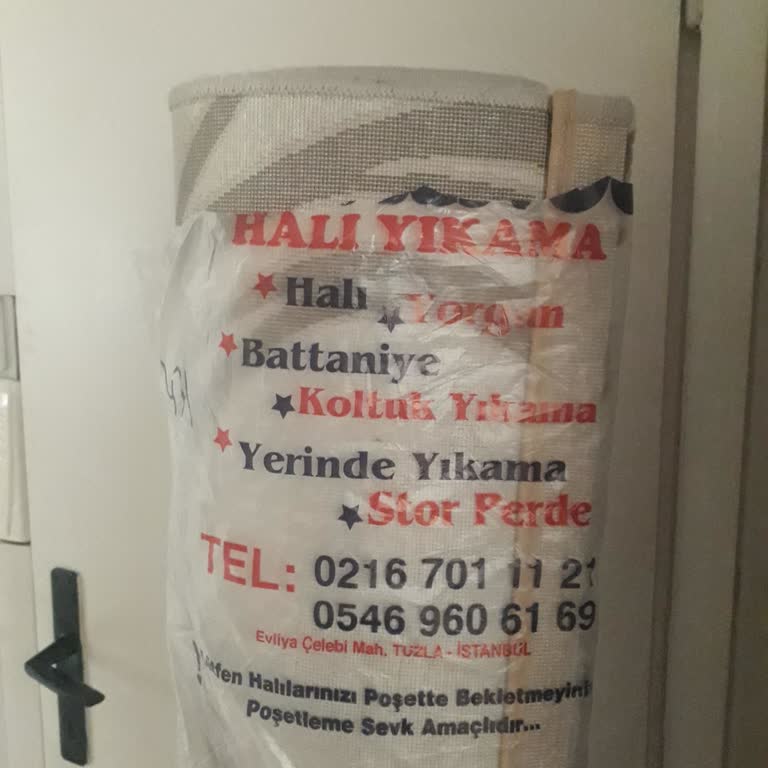 HALI YIKAMA
Halı
Yorgan
Battaniye
Koltuk Yıkama
Yerinde Yıkama
Stor Perde
TEL: 0216 701 11 21
0546 960 61 69
Evliya Çelebi Mah. TUZLA - İSTANBUL
Halılarınızı Poşette Bekletmeyiniz
Poşetleme Sevk Amaçlıdır...